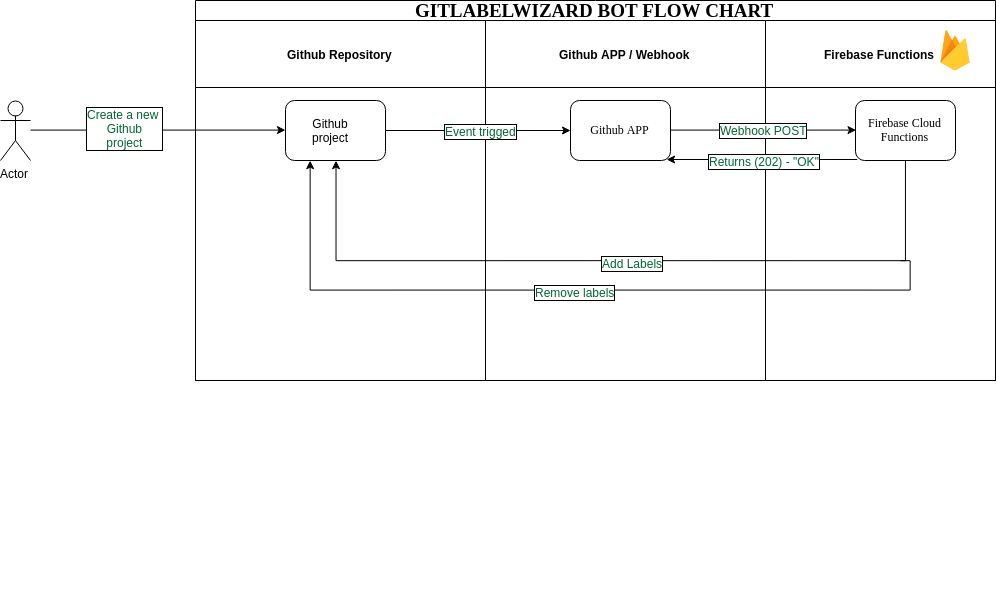 GITLABELWIZARD BOT FLOW CHART
Github Repository
Github APP / Webhook
Firebase Functions
Create a new
Github
project
Actor
Github
project
Event trigged
Github APP
Webhook POST
Returns (202) - "OK"
Firebase Cloud
Functions
Add Labels
Remove labels